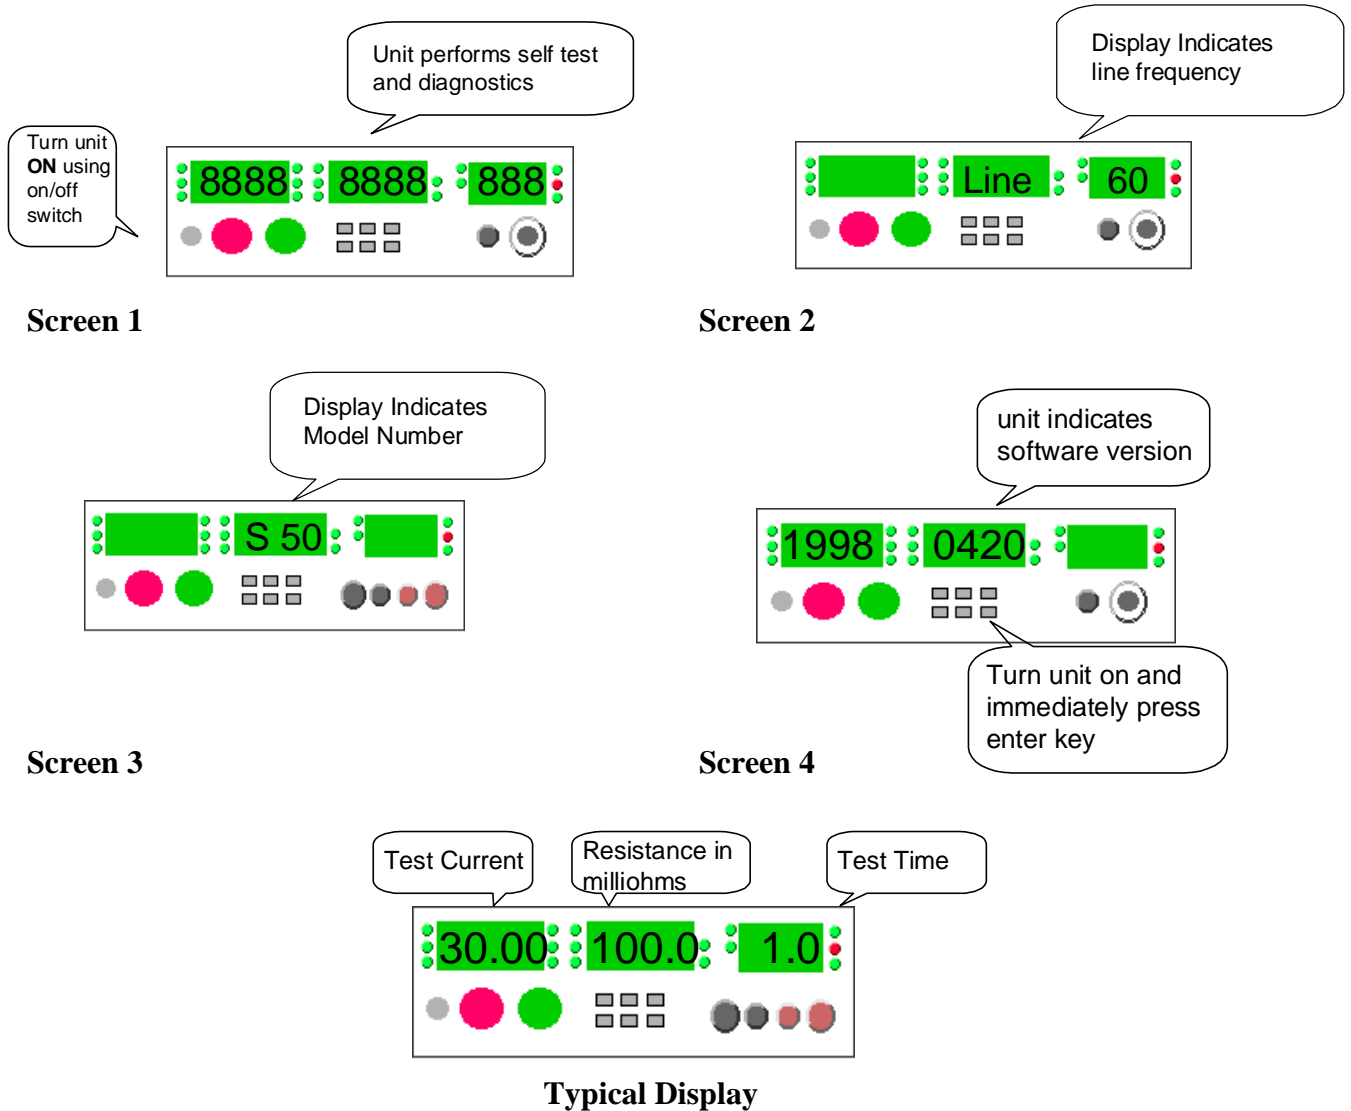 Unit performs self test
and diagnostics
Turn unit
ON using
on/off
switch
8888 8888 888
Screen 1
Display Indicates
line frequency
Line 60
Screen 2
Display Indicates
Model Number
S 50
Screen 3
unit indicates
software version
1998 0420
Turn unit on and
immediately press
enter key
Screen 4
Test Current
Resistance in
milliohms
Test Time
30.00 100.0 1.0
Typical Display